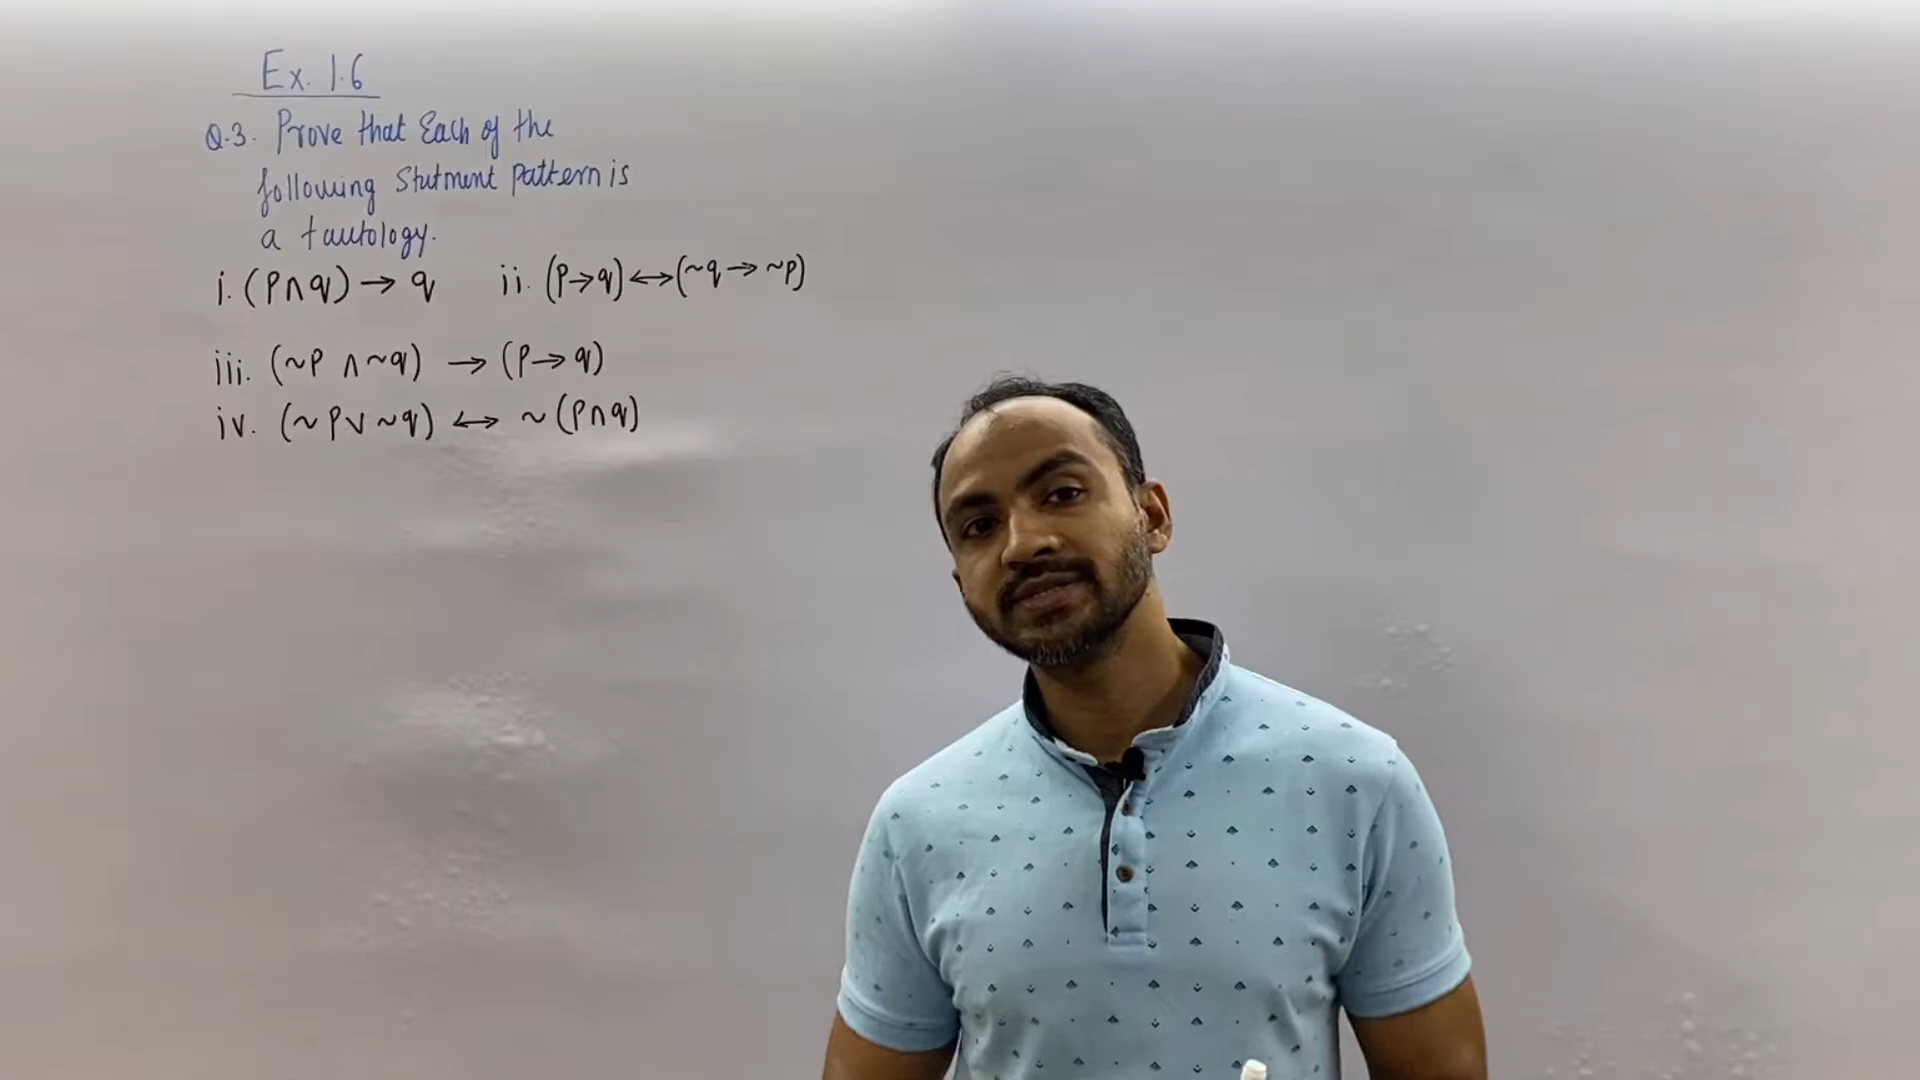 Ex. 1.6
Q.3. Prove that Each of the
following Stutment Pattern is
a tautology.
i. (p∧q) → q ii. (p→q)↔(~q→~p)
iii. (~p ∧ ~q) → (p→q)
iv. (~p∨~q) ↔ ~(p∧q)